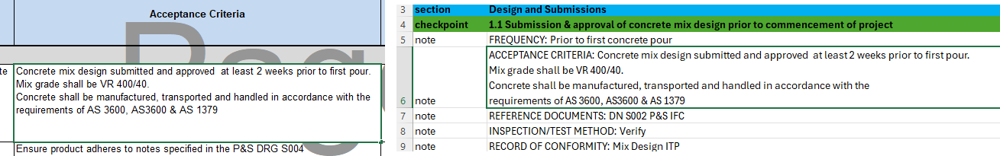 Acceptance Criteria
te
Concrete mix design submitted and approved  at least 2 weeks prior to first pour.
Mix grade shall be VR 400/40.
Concrete shall be manufactured, transported and handled in accordance with the
requirements of AS 3600, AS3600 & AS 1379
Ensure product adheres to notes specified in the P&S DRG S004
3 section Design and Submissions
4 checkpoint 1.1 Submission & approval of concrete mix design prior to commencement of project
5 note FREQUENCY: Prior to first concrete pour
ACCEPTANCE CRITERIA: Concrete mix design submitted and approved  at least 2 weeks prior to first pour.
Mix grade shall be VR 400/40.
Concrete shall be manufactured, transported and handled in accordance with the
6 note requirements of AS 3600, AS3600 & AS 1379
7 note REFERENCE DOCUMENTS: DN S002 P&S IFC
8 note INSPECTION/TEST METHOD: Verify
9 note RECORD OF CONFORMITY: Mix Design ITP